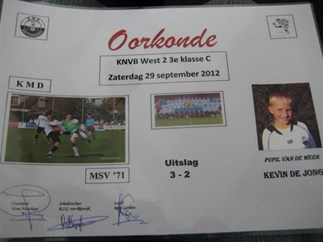 Oorkonde
KNVB West 2 3e klasse C
Zaterdag 29 september 2012
KMD
MSV '71
Uitslag
3 - 2
PUPIL VAN DE WEEK
KEVIN DE JONG